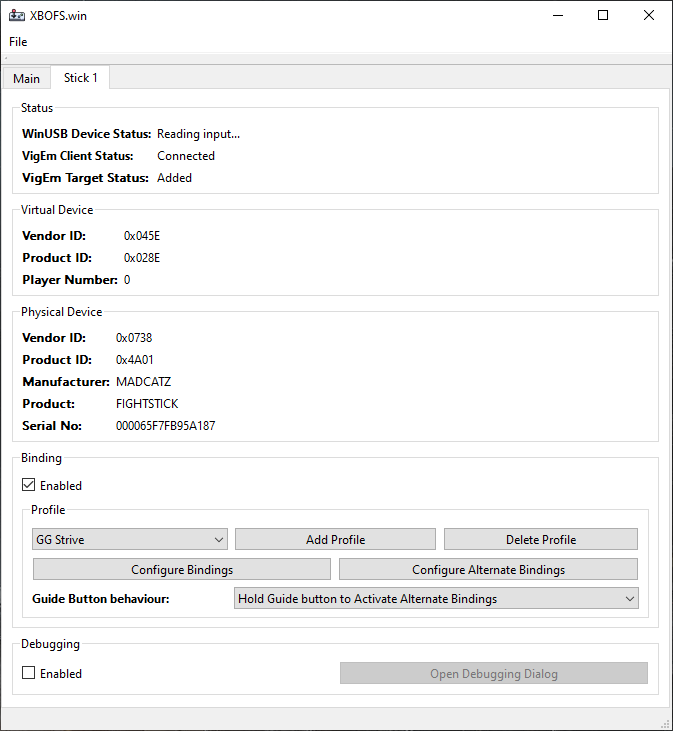 XBOFS.win
File
Main Stick 1
Status
WinUSB Device Status: Reading input...
VigEm Client Status: Connected
VigEm Target Status: Added
Virtual Device
Vendor ID: 0x045E
Product ID: 0x028E
Player Number: 0
Physical Device
Vendor ID: 0x0738
Product ID: 0x4A01
Manufacturer: MADCATZ
Product: FIGHTSTICK
Serial No: 000065F7FB95A187
Binding
Enabled
Profile
GG Strive Add Profile Delete Profile
Configure Bindings Configure Alternate Bindings
Guide Button behaviour: Hold Guide button to Activate Alternate Bindings
Debugging
Enabled Open Debugging Dialog